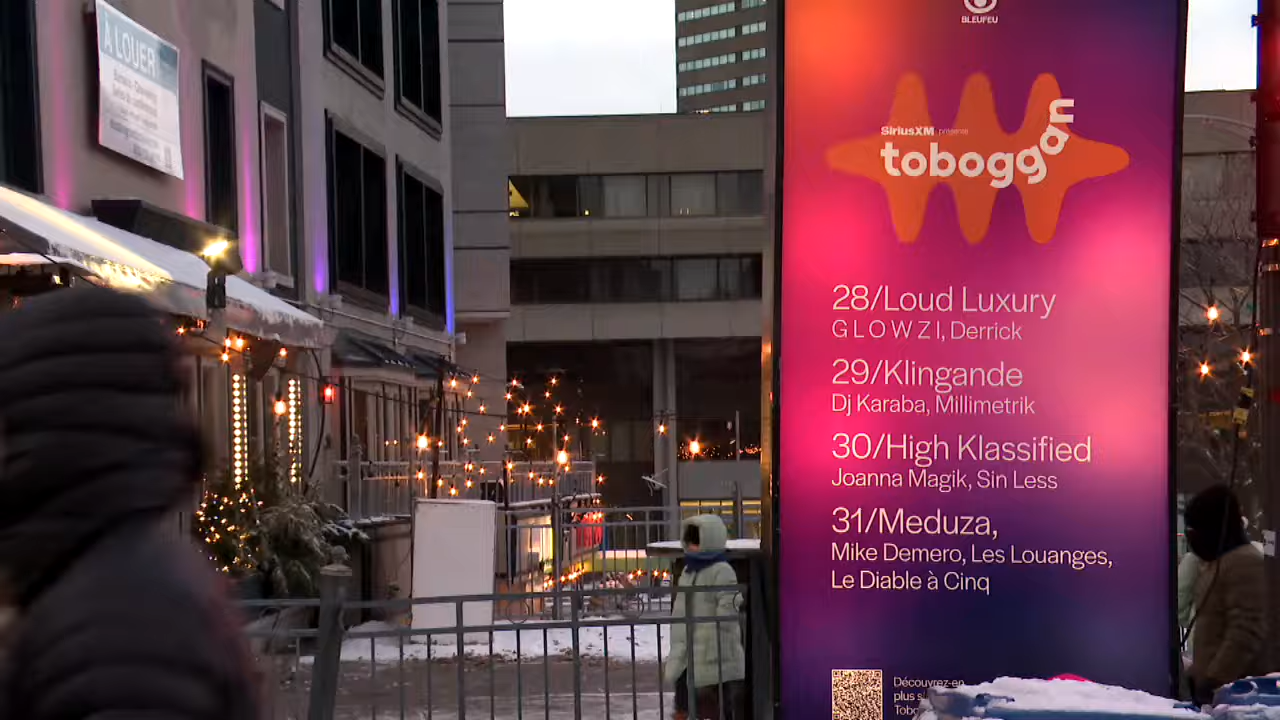 À LOUER
BLEUFEU
SiriusXM présente
toboggan
28/Loud Luxury
GLOWZI, Derrick
29/Klingande
Dj Karaba, Millimetrik
30/High Klassified
Joanna Magik, Sin Less
31/Meduza,
Mike Demero, Les Louanges,
Le Diable à Cinq
Découvrez-en
plus s
Tobo